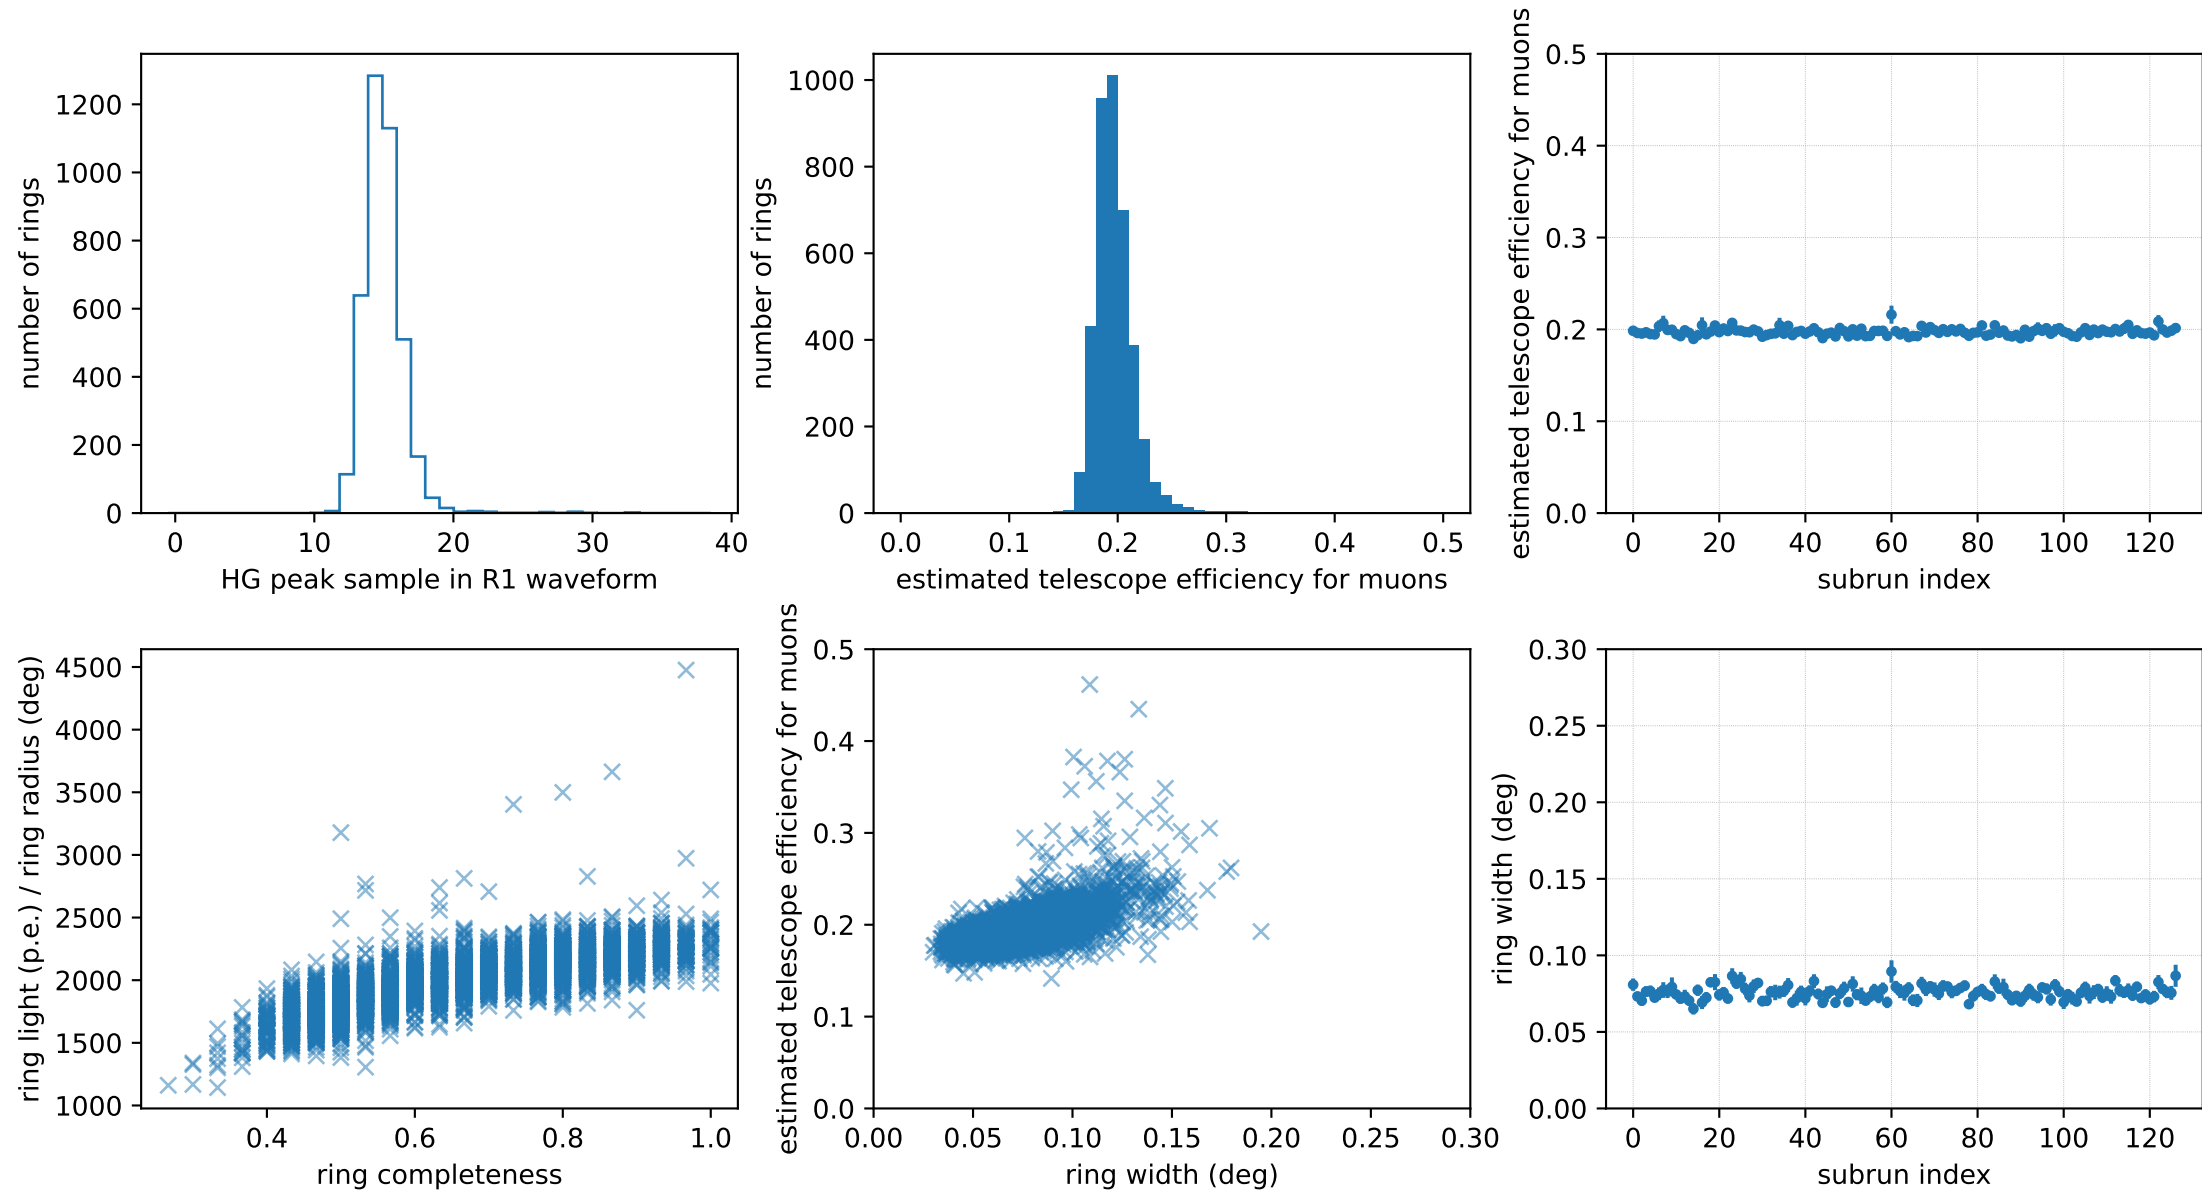 number of rings
1200
1000
800
600
400
200
0
0 10 20 30 40
HG peak sample in R1 waveform
number of rings
1000
800
600
400
200
0
0.0 0.1 0.2 0.3 0.4 0.5
estimated telescope efficiency for muons
estimated telescope efficiency for muons
0.5
0.4
0.3
0.2
0.1
0.0
0 20 40 60 80 100 120
subrun index
ring light (p.e.) / ring radius (deg)
4500
4000
3500
3000
2500
2000
1500
1000
0.4 0.6 0.8 1.0
ring completeness
estimated telescope efficiency for muons
0.5
0.4
0.3
0.2
0.1
0.0
0.00 0.05 0.10 0.15 0.20 0.25 0.30
ring width (deg)
ring width (deg)
0.30
0.25
0.20
0.15
0.10
0.05
0.00
0 20 40 60 80 100 120
subrun index